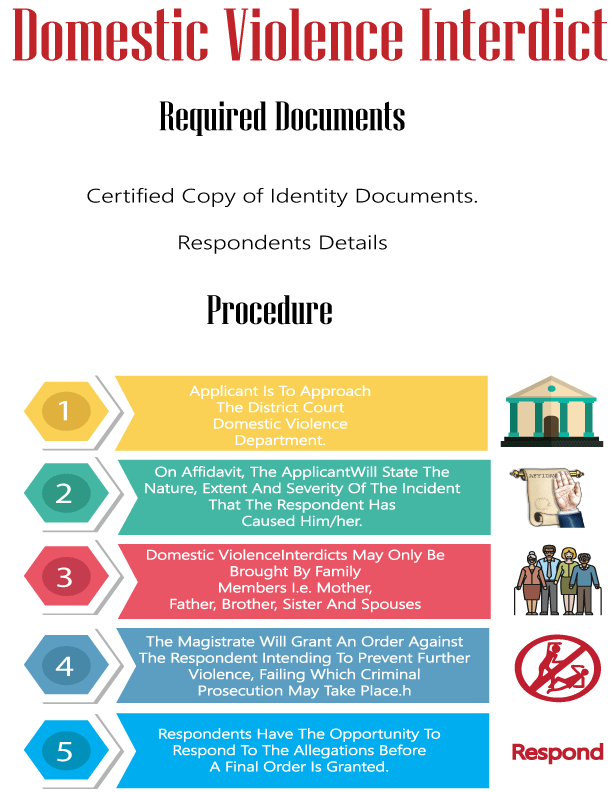 Domestic Violence Interdict
Required Documents
Certified Copy of Identity Documents.
Respondents Details
Procedure
1
Applicant Is To Approach
The District Court
Domestic Violence
Department.
2
On Affidavit, The ApplicantWill State The
Nature, Extent And Severity Of The Incident
That The Respondent Has
Caused Him/her.
AFFIDAVIT
3
Domestic ViolenceInterdicts May Only Be
Brought By Family
Members I.e. Mother,
Father, Brother, Sister And Spouses
4
The Magistrate Will Grant An Order Against
The Respondent Intending To Prevent Further
Violence, Failing Which Criminal
Prosecution May Take Place.h
5
Respondents Have The Opportunity To
Respond To The Allegations Before
A Final Order Is Granted.
Respond